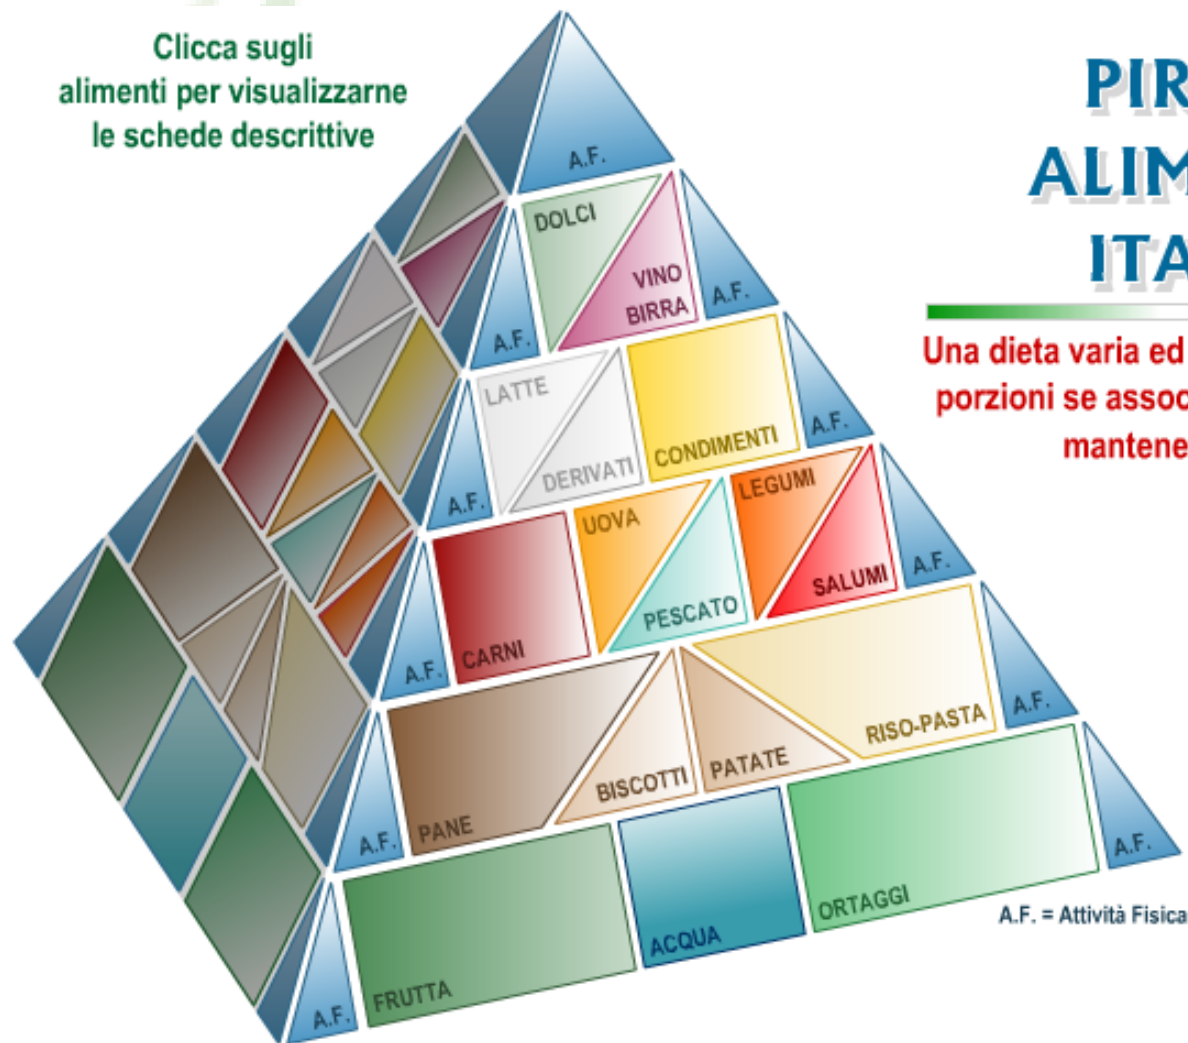 Clicca sugli
alimenti per visualizzarne
le schede descrittive
PIR
ALIM
ITA
Una dieta varia ed
porzioni se assoc
mantene
A.F.
DOLCI
VINO
BIRRA
A.F.
A.F.
LATTE
DERIVATI
CONDIMENTI
A.F.
A.F.
CARNI
UOVA
PESCATO
LEGUMI
SALUMI
A.F.
A.F.
PANE
BISCOTTI
PATATE
RISO-PASTA
A.F.
A.F.
FRUTTA
ACQUA
ORTAGGI
A.F.
A.F.
A.F. = Attività Fisica